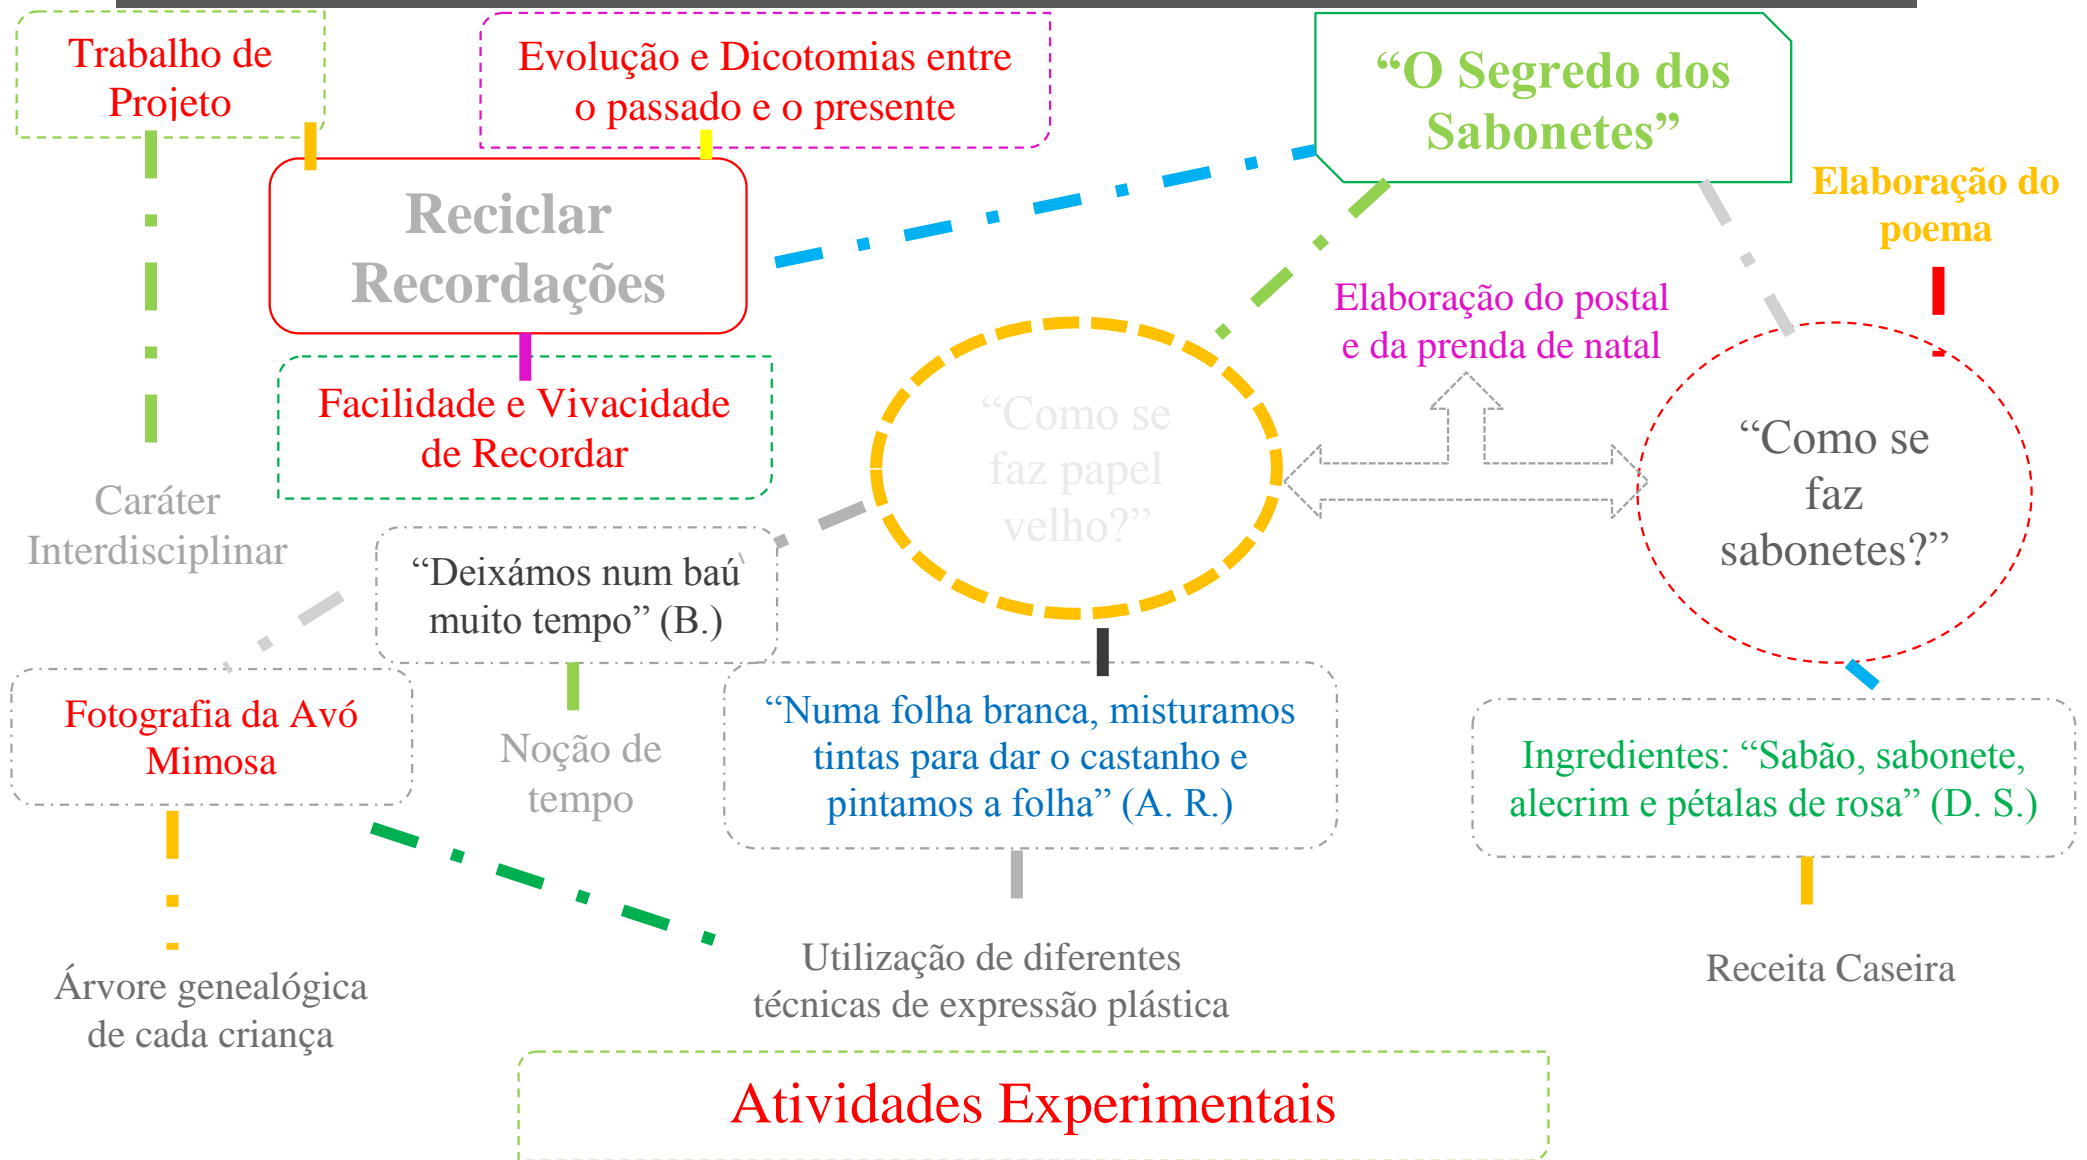 Trabalho de
Projeto
Evolução e Dicotomias entre
o passado e o presente
“O Segredo dos
Sabonetes”
Elaboração do
poema
Reciclar
Recordações
Elaboração do postal
e da prenda de natal
Facilidade e Vivacidade
de Recordar
“Como se
faz papel
velho?”
“Como se
faz
sabonetes?”
Caráter
Interdisciplinar
“Deixámos num baú
muito tempo” (B.)
Fotografia da Avó
Mimosa
Noção de
tempo
“Numa folha branca, misturamos
tintas para dar o castanho e
pintamos a folha” (A. R.)
Ingredientes: “Sabão, sabonete,
alecrim e pétalas de rosa” (D. S.)
Árvore genealógica
de cada criança
Utilização de diferentes
técnicas de expressão plástica
Receita Caseira
Atividades Experimentais